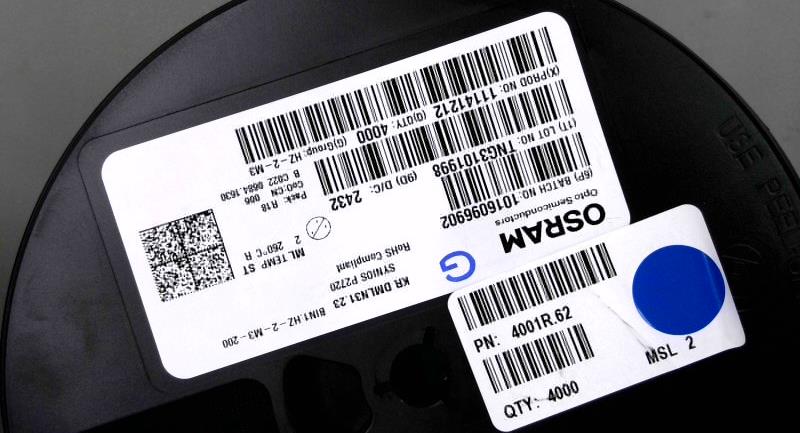 OSRAM
Opto Semiconductors
(6P) BATCH NO: 1016096902
(1T) LOT NO: TNG3101998
(9D) D/C: 2432
(X)PROD NO: 11141212
(Q)QTY: 4000
(G)Group: HZ-2-M3
Pack: R18
CoO:CN 006
B C022 0684.1630
ML TEMP ST
2 260°C R
RoHS Compliant
SYNIOS P2720
KR DMLN31.23
BIN1:HZ-2-M3-200
G
PN: 4001R.62
QTY: 4000
MSL 2
USE